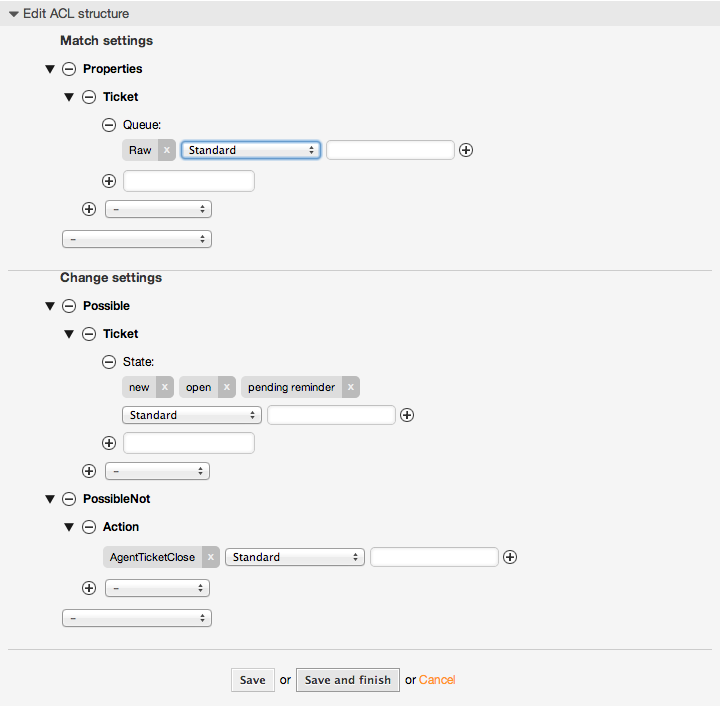 Edit ACL structure
Match settings
Properties
Ticket
Queue:
Raw x Standard
–
–
Change settings
Possible
Ticket
State:
new x open x pending reminder x
Standard
–
PossibleNot
Action
AgentTicketClose x Standard
–
–
Save or Save and finish or Cancel